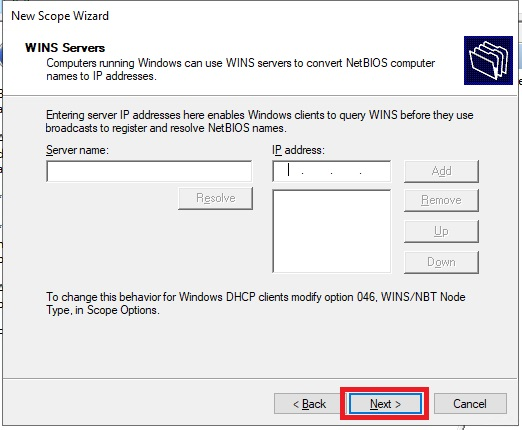 New Scope Wizard
WINS Servers
Computers running Windows can use WINS servers to convert NetBIOS computer
names to IP addresses.
Entering server IP addresses here enables Windows clients to query WINS before they use
broadcasts to register and resolve NetBIOS names.
Server name:
IP address:
Add
Resolve
Remove
Up
Down
To change this behavior for Windows DHCP clients modify option 046, WINS/NBT Node
Type, in Scope Options.
< Back
Next >
Cancel